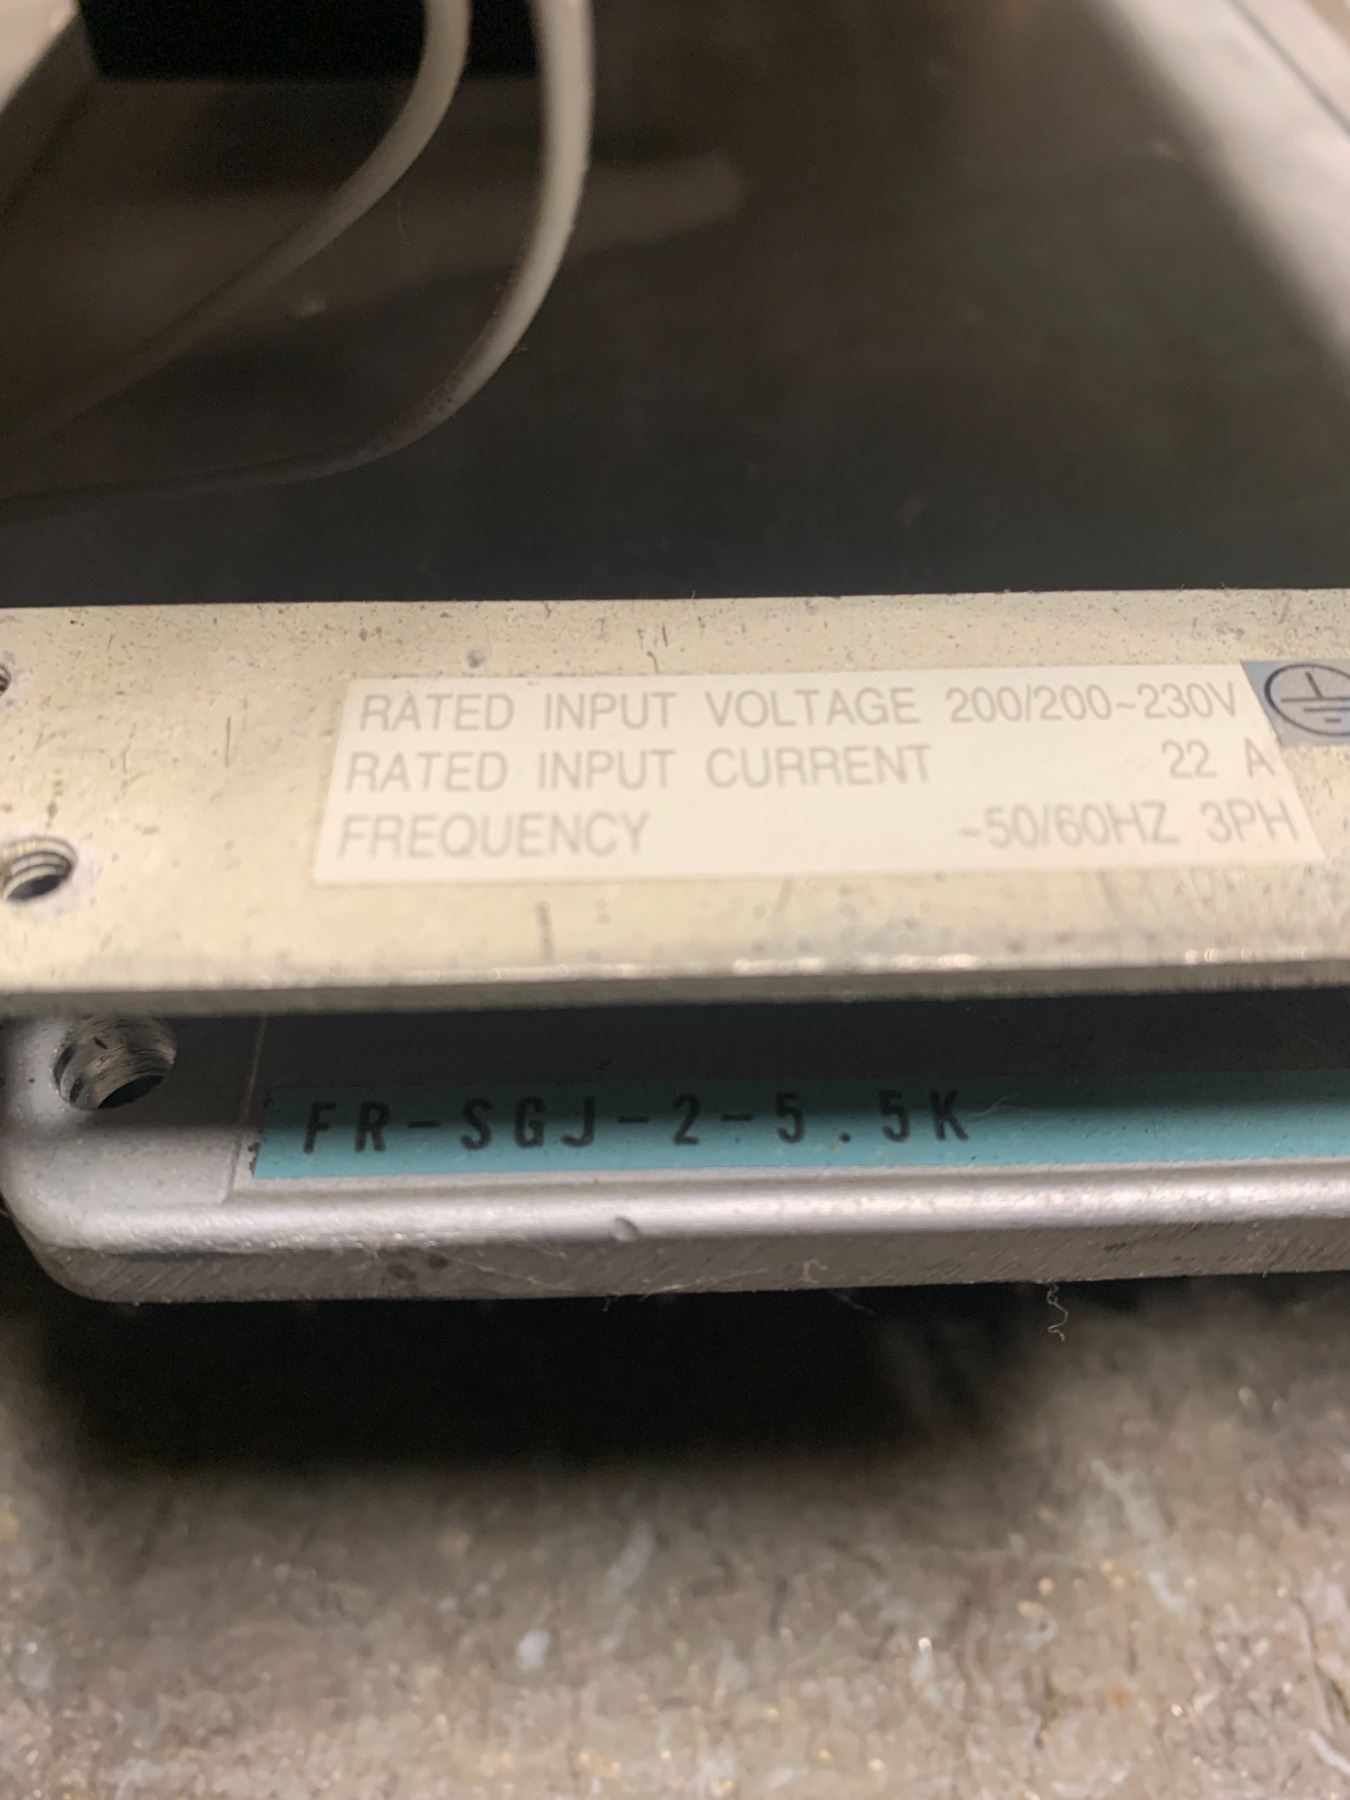 RATED INPUT VOLTAGE 200/200~230V
RATED INPUT CURRENT 22 A
FREQUENCY ~50/60HZ 3PH
FR-SGJ-2-5.5K